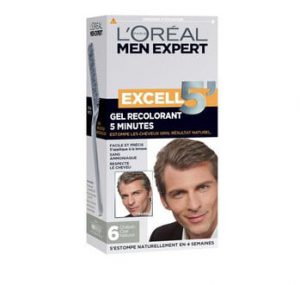 L'ORÉAL
MEN EXPERT
EXCELL 5'
GEL RECOLORANT
5 MINUTES
ESTOMPE LES CHEVEUX GRIS, RÉSULTAT NATUREL
FACILE ET PRÉCIS
SANS
AMMONIAQUE
RESPECTE
LE CHEVEU
6
S'ESTOMPE NATURELLEMENT EN 4 SEMAINES